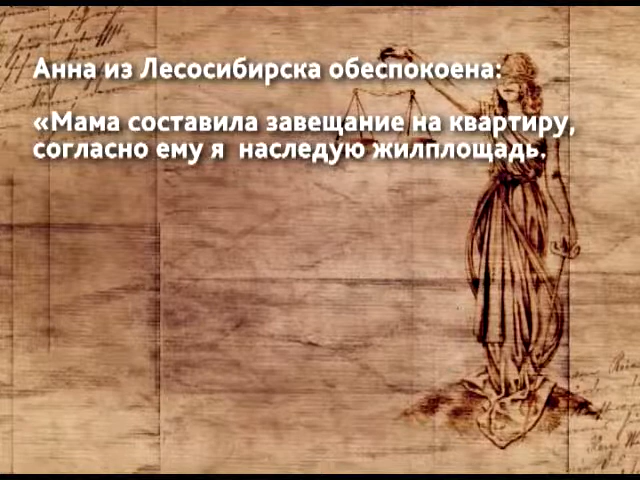 Анна из Лесосибирска обеспокоена:
«Мама составила завещание на квартиру,
согласно ему я наследую жилплощадь.